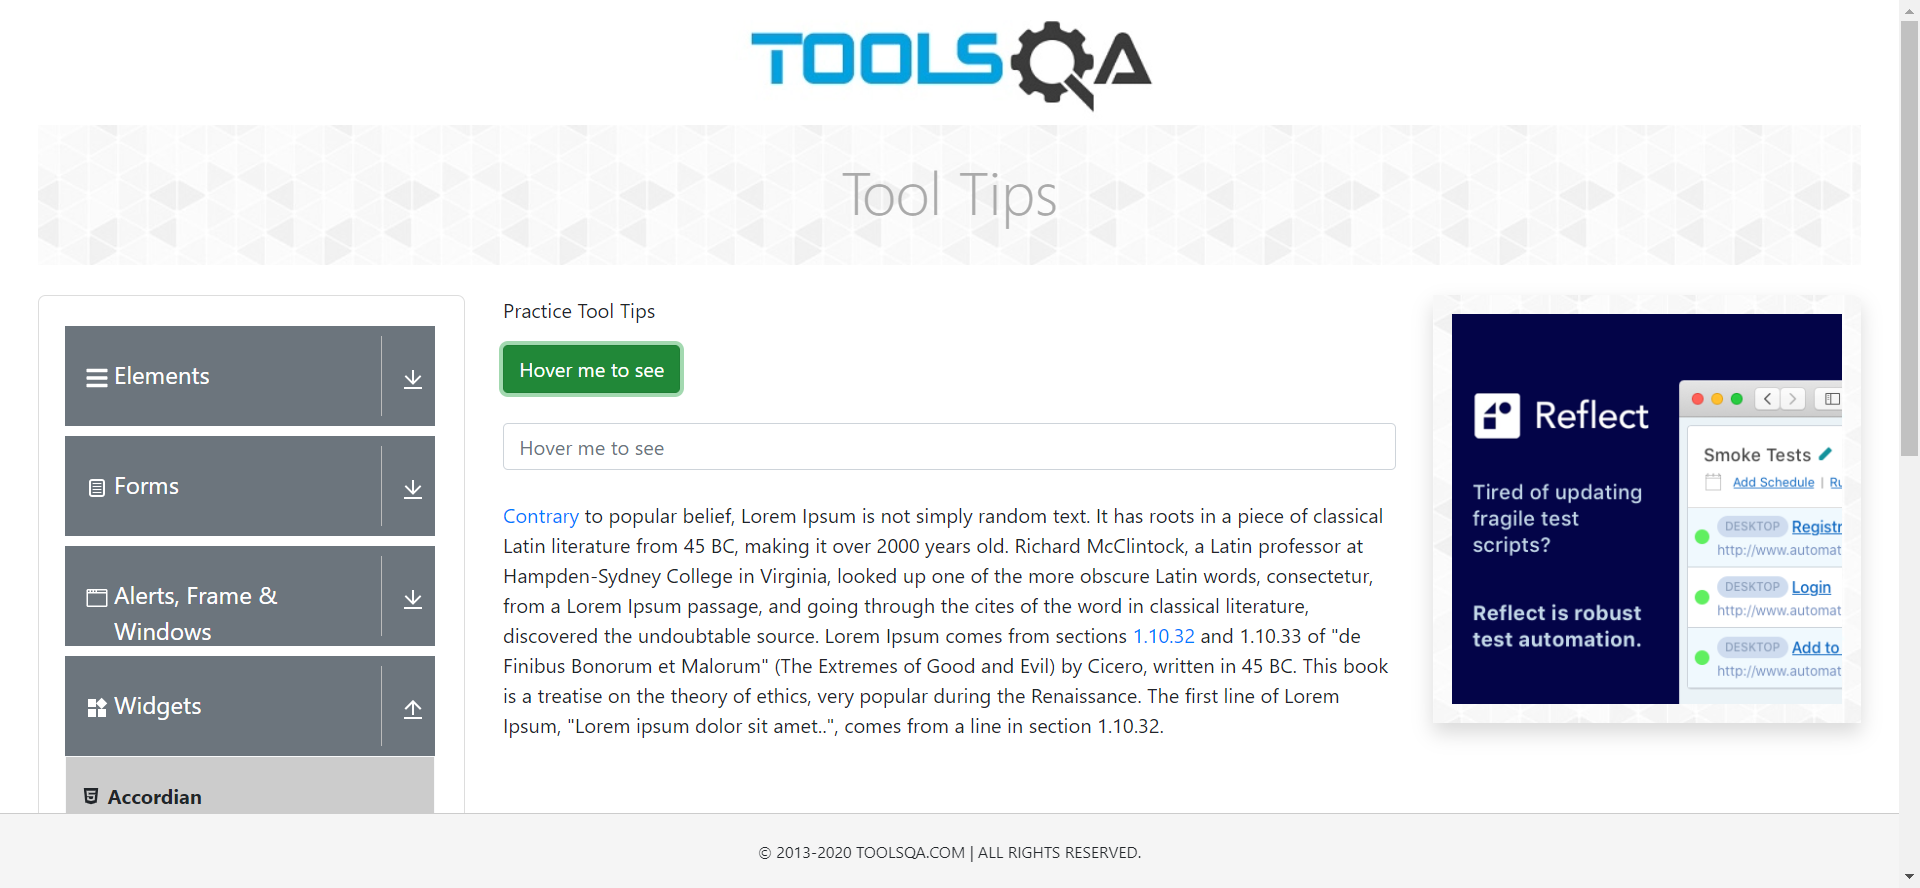 TOOLSQA
Tool Tips
Elements
Forms
Alerts, Frame &
Windows
Widgets
Accordian
Practice Tool Tips
Hover me to see
Hover me to see
Contrary to popular belief, Lorem Ipsum is not simply random text. It has roots in a piece of classical
Latin literature from 45 BC, making it over 2000 years old. Richard McClintock, a Latin professor at
Hampden-Sydney College in Virginia, looked up one of the more obscure Latin words, consectetur,
from a Lorem Ipsum passage, and going through the cites of the word in classical literature,
discovered the undoubtable source. Lorem Ipsum comes from sections 1.10.32 and 1.10.33 of "de
Finibus Bonorum et Malorum" (The Extremes of Good and Evil) by Cicero, written in 45 BC. This book
is a treatise on the theory of ethics, very popular during the Renaissance. The first line of Lorem
Ipsum, "Lorem ipsum dolor sit amet..", comes from a line in section 1.10.32.
Reflect
Tired of updating
fragile test
scripts?
Reflect is robust
test automation.
Smoke Tests
Add Schedule | Ru
DESKTOP Registr
http://www.automat
DESKTOP Login
http://www.automat
DESKTOP Add to
http://www.automat
© 2013-2020 TOOLSQA.COM | ALL RIGHTS RESERVED.